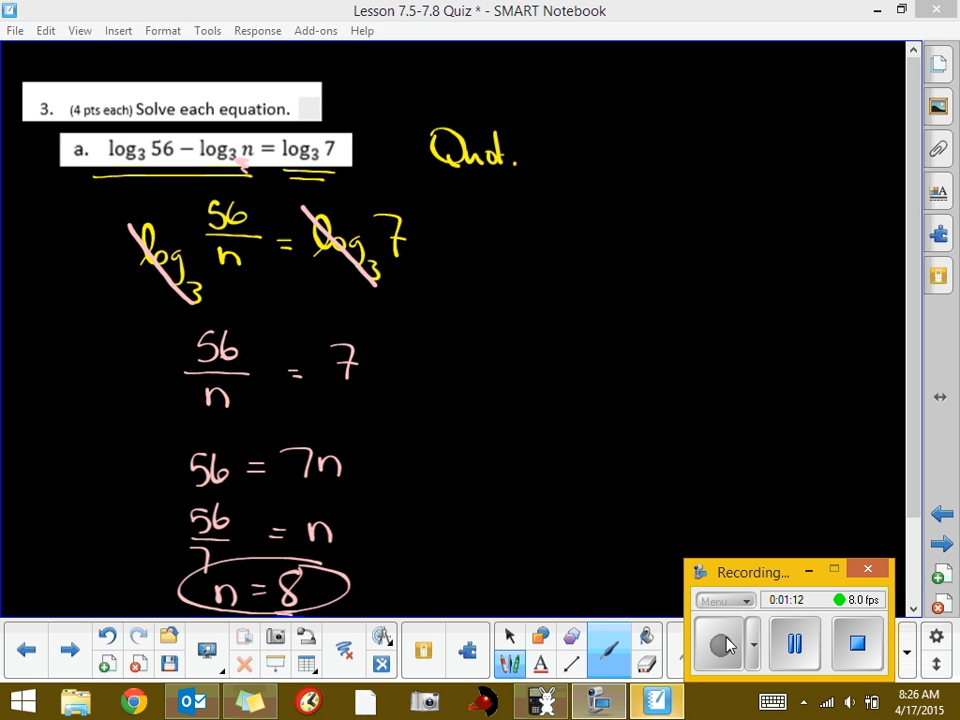 Lesson 7.5-7.8 Quiz * - SMART Notebook
File Edit View Insert Format Tools Response Add-ons Help
3. (4 pts each) Solve each equation.
a. log₃ 56 − log₃ n = log₃ 7
Quot.
log₃ 56/n = log₃ 7
56/n = 7
56 = 7n
56/7 = n
n = 8
Recording...
Menu 0:01:12 8.0 fps
A
8:26 AM
4/17/2015